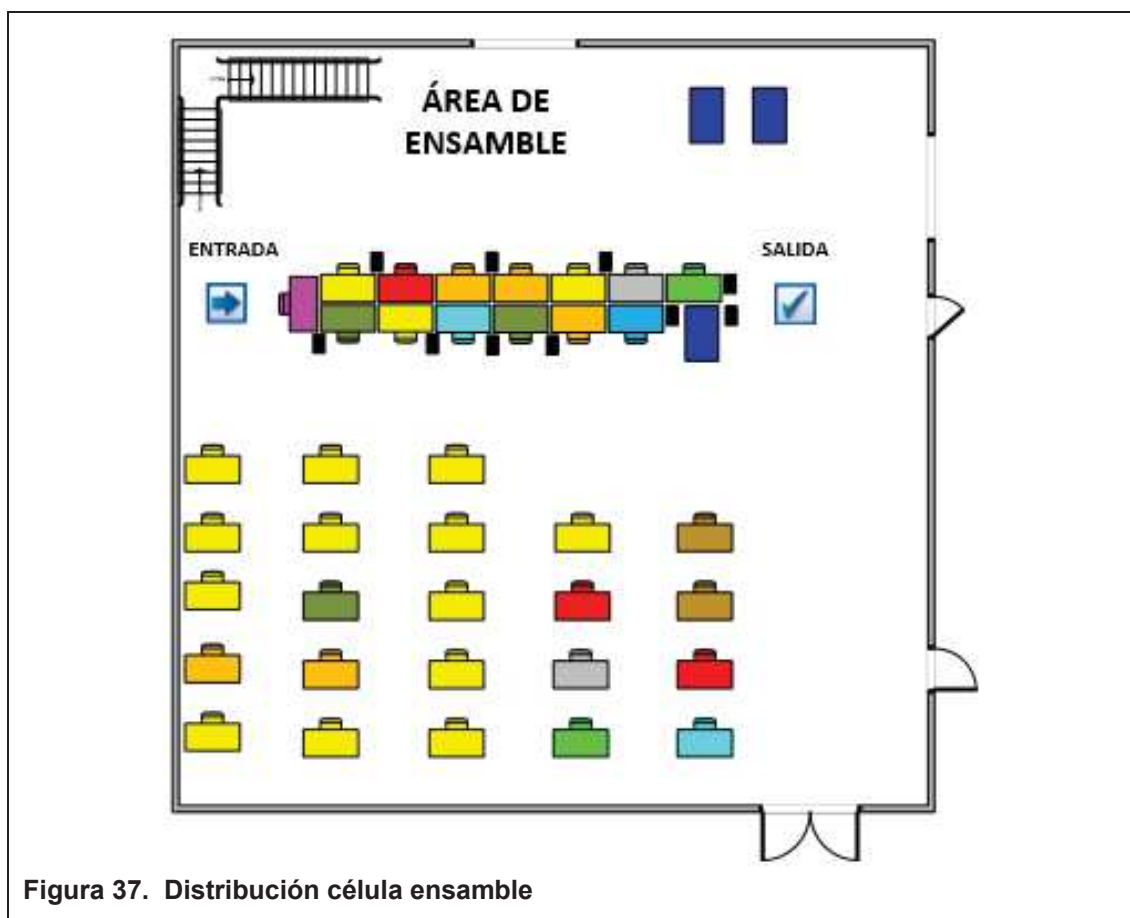 ÁREA DE
ENSAMBLE
ENTRADA
SALIDA
Figura 37. Distribución célula ensamble